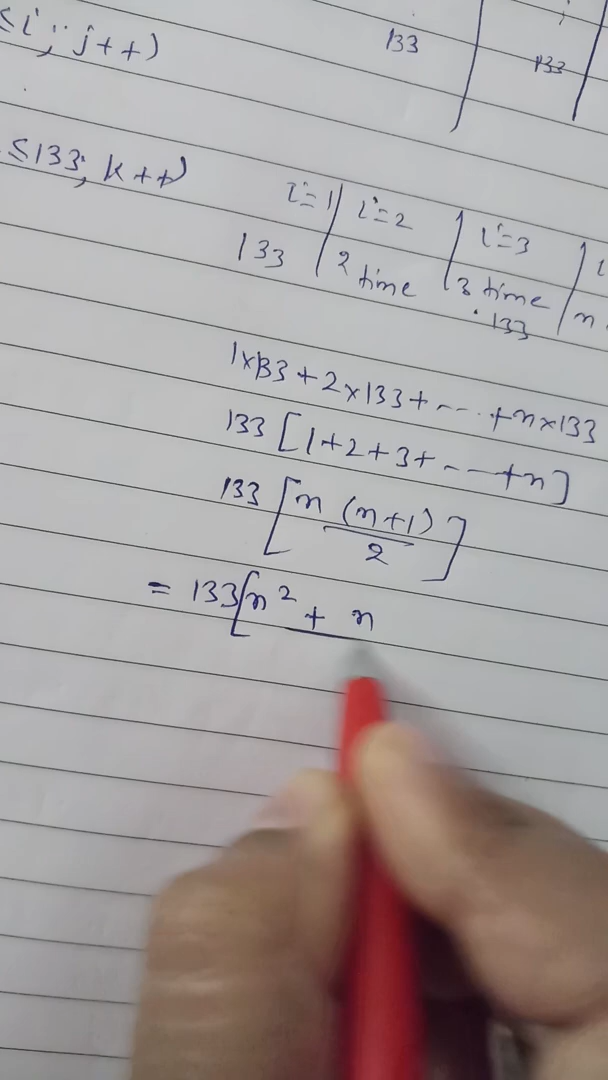 ≤i; j++)
133
133
≤133; k++)
i=1 | i=2 | i=3
133 | 2 time | 3 time | n
133
1×133+2×133+---+n×133
133 [1+2+3+---+n]
133 [n (n+1)/2]
= 133[n² + n